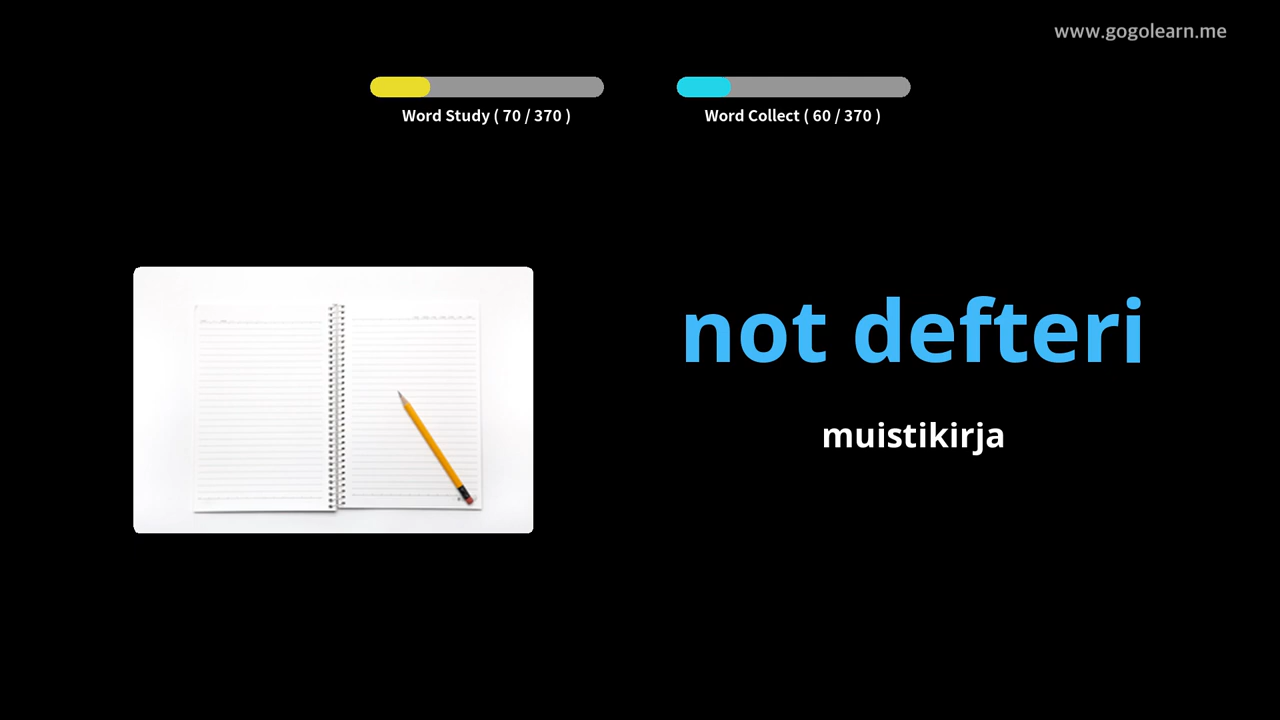 www.gogolearn.me
Word Study ( 70 / 370 )
Word Collect ( 60 / 370 )
not defteri
muistikirja